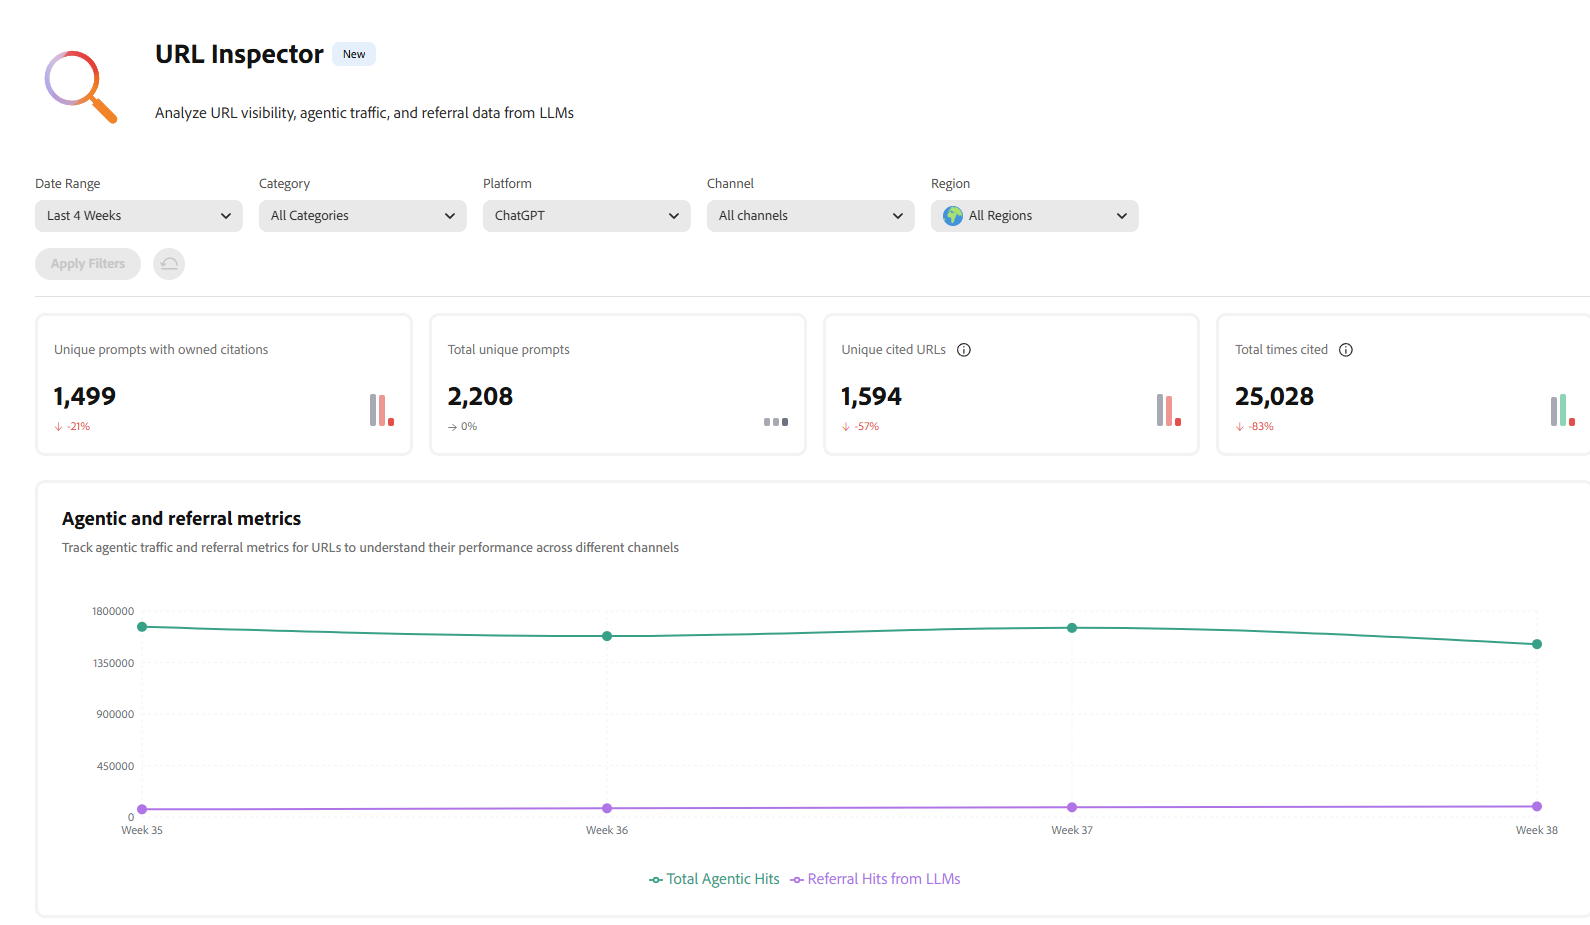 URL Inspector New
Analyze URL visibility, agentic traffic, and referral data from LLMs
Date Range Category Platform Channel Region
Last 4 Weeks All Categories ChatGPT All channels All Regions
Apply Filters
Unique prompts with owned citations Total unique prompts Unique cited URLs Total times cited
1,499 2,208 1,594 25,028
↓ -21% → 0% ↓ -57% ↓ -83%
Agentic and referral metrics
Track agentic traffic and referral metrics for URLs to understand their performance across different channels
1800000
1350000
900000
450000
0
Week 35 Week 36 Week 37 Week 38
Total Agentic Hits Referral Hits from LLMs